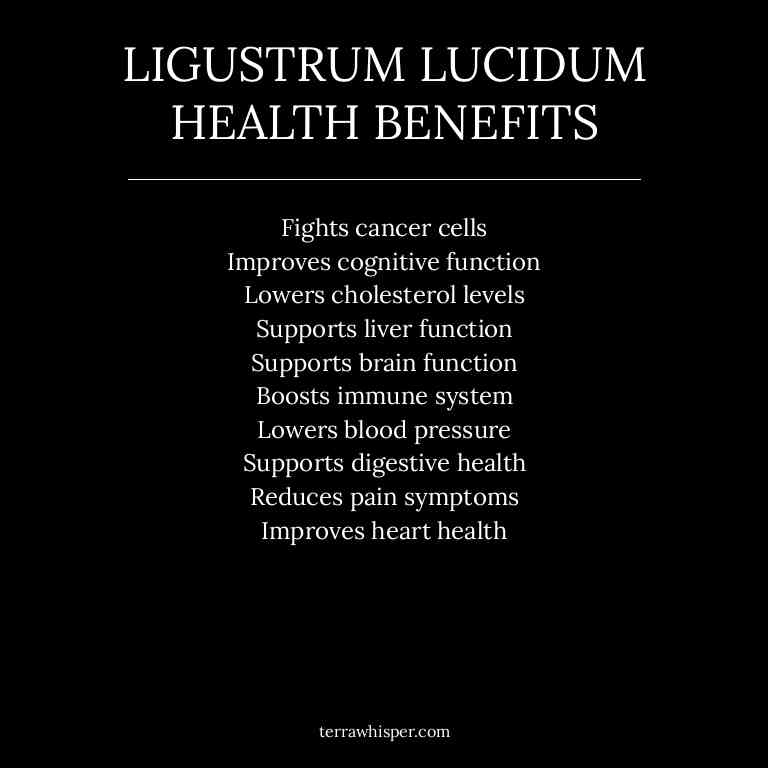 LIGUSTRUM LUCIDUM
HEALTH BENEFITS
Fights cancer cells
Improves cognitive function
Lowers cholesterol levels
Supports liver function
Supports brain function
Boosts immune system
Lowers blood pressure
Supports digestive health
Reduces pain symptoms
Improves heart health
terrawhisper.com